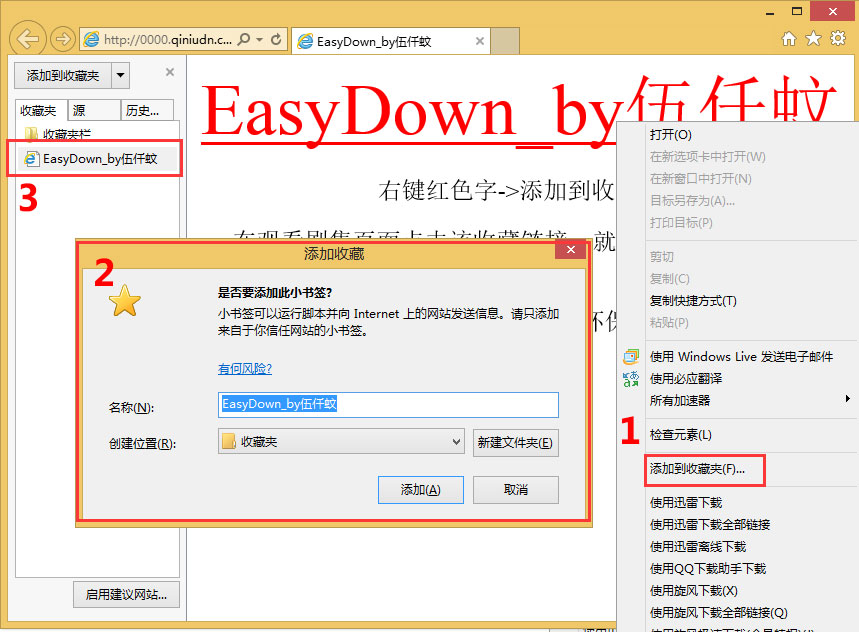 http://0000.qiniudn.c...
EasyDown_by伍仟蚊
添加到收藏夹
收藏夹
源
历史...
收藏夹栏
EasyDown_by伍仟蚊
3
EasyDown_by伍仟蚊
右键红色字->添加到收
在观看剧集页面点击该收藏链接，就
环保
2
添加收藏
是否要添加此小书签?
小书签可以运行脚本并向 Internet 上的网站发送信息。请只添加
来自于你信任网站的小书签。
有何风险?
名称(N):
EasyDown_by伍仟蚊
创建位置(R):
收藏夹
新建文件夹(E)
添加(A)
取消
启用建议网站...
1
打开(O)
在新选项卡中打开(W)
在新窗口中打开(N)
目标另存为(A)...
打印目标(P)
剪切
复制(C)
复制快捷方式(T)
粘贴(P)
使用 Windows Live 发送电子邮件
使用必应翻译
所有加速器
检查元素(L)
添加到收藏夹(F)...
使用迅雷下载
使用迅雷下载全部链接
使用迅雷离线下载
使用QQ下载助手下载
使用旋风下载(X)
使用旋风下载全部链接(Q)